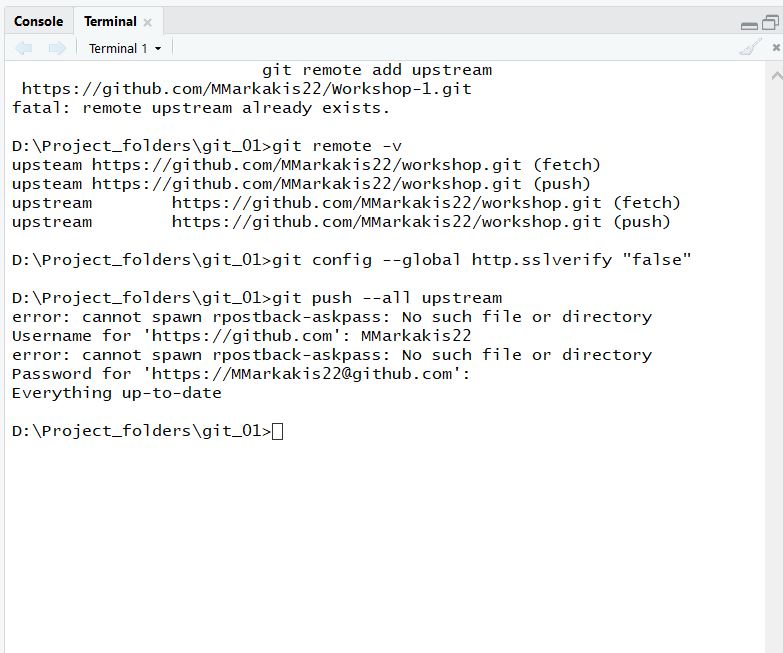 Console Terminal ×
Terminal 1
git remote add upstream
https://github.com/MMarkakis22/Workshop-1.git
fatal: remote upstream already exists.
D:\Project_folders\git_01>git remote -v
upsteam https://github.com/MMarkakis22/workshop.git (fetch)
upsteam https://github.com/MMarkakis22/workshop.git (push)
upstream        https://github.com/MMarkakis22/workshop.git (fetch)
upstream        https://github.com/MMarkakis22/workshop.git (push)
D:\Project_folders\git_01>git config --global http.sslverify "false"
D:\Project_folders\git_01>git push --all upstream
error: cannot spawn rpostback-askpass: No such file or directory
Username for 'https://github.com': MMarkakis22
error: cannot spawn rpostback-askpass: No such file or directory
Password for 'https://MMarkakis22@github.com':
Everything up-to-date
D:\Project_folders\git_01>